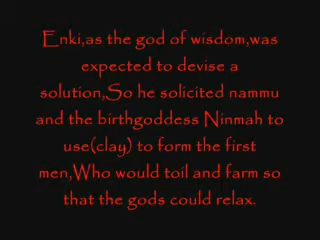 Enki,as the god of wisdom,was
expected to devise a
solution,So he solicited nammu
and the birthgoddess Ninmah to
use(clay) to form the first
men,Who would toil and farm so
that the gods could relax.